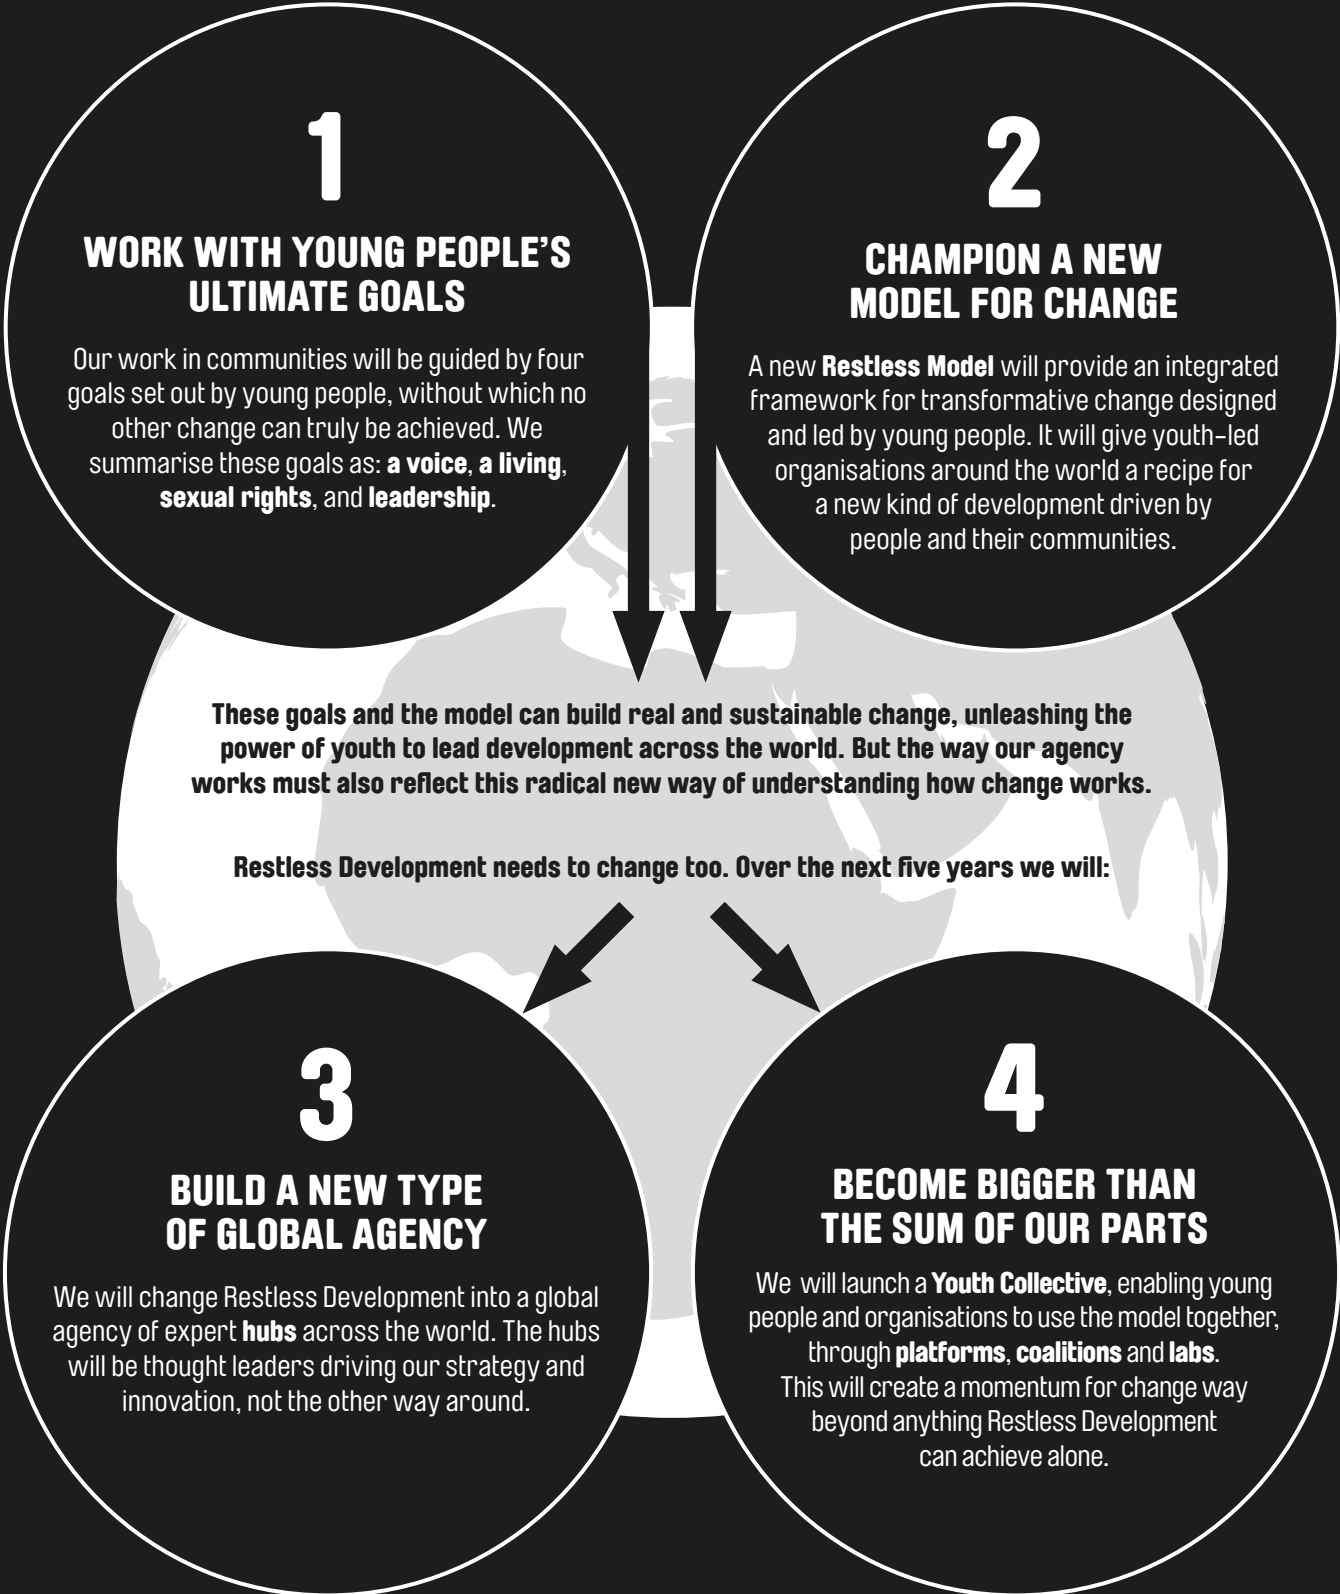 1
WORK WITH YOUNG PEOPLE’S
ULTIMATE GOALS
Our work in communities will be guided by four
goals set out by young people, without which no
other change can truly be achieved. We
summarise these goals as: a voice, a living,
sexual rights, and leadership.
2
CHAMPION A NEW
MODEL FOR CHANGE
A new Restless Model will provide an integrated
framework for transformative change designed
and led by young people. It will give youth-led
organisations around the world a recipe for
a new kind of development driven by
people and their communities.
These goals and the model can build real and sustainable change, unleashing the
power of youth to lead development across the world. But the way our agency
works must also reflect this radical new way of understanding how change works.
Restless Development needs to change too. Over the next five years we will:
3
BUILD A NEW TYPE
OF GLOBAL AGENCY
We will change Restless Development into a global
agency of expert hubs across the world. The hubs
will be thought leaders driving our strategy and
innovation, not the other way around.
4
BECOME BIGGER THAN
THE SUM OF OUR PARTS
We will launch a Youth Collective, enabling young
people and organisations to use the model together,
through platforms, coalitions and labs.
This will create a momentum for change way
beyond anything Restless Development
can achieve alone.